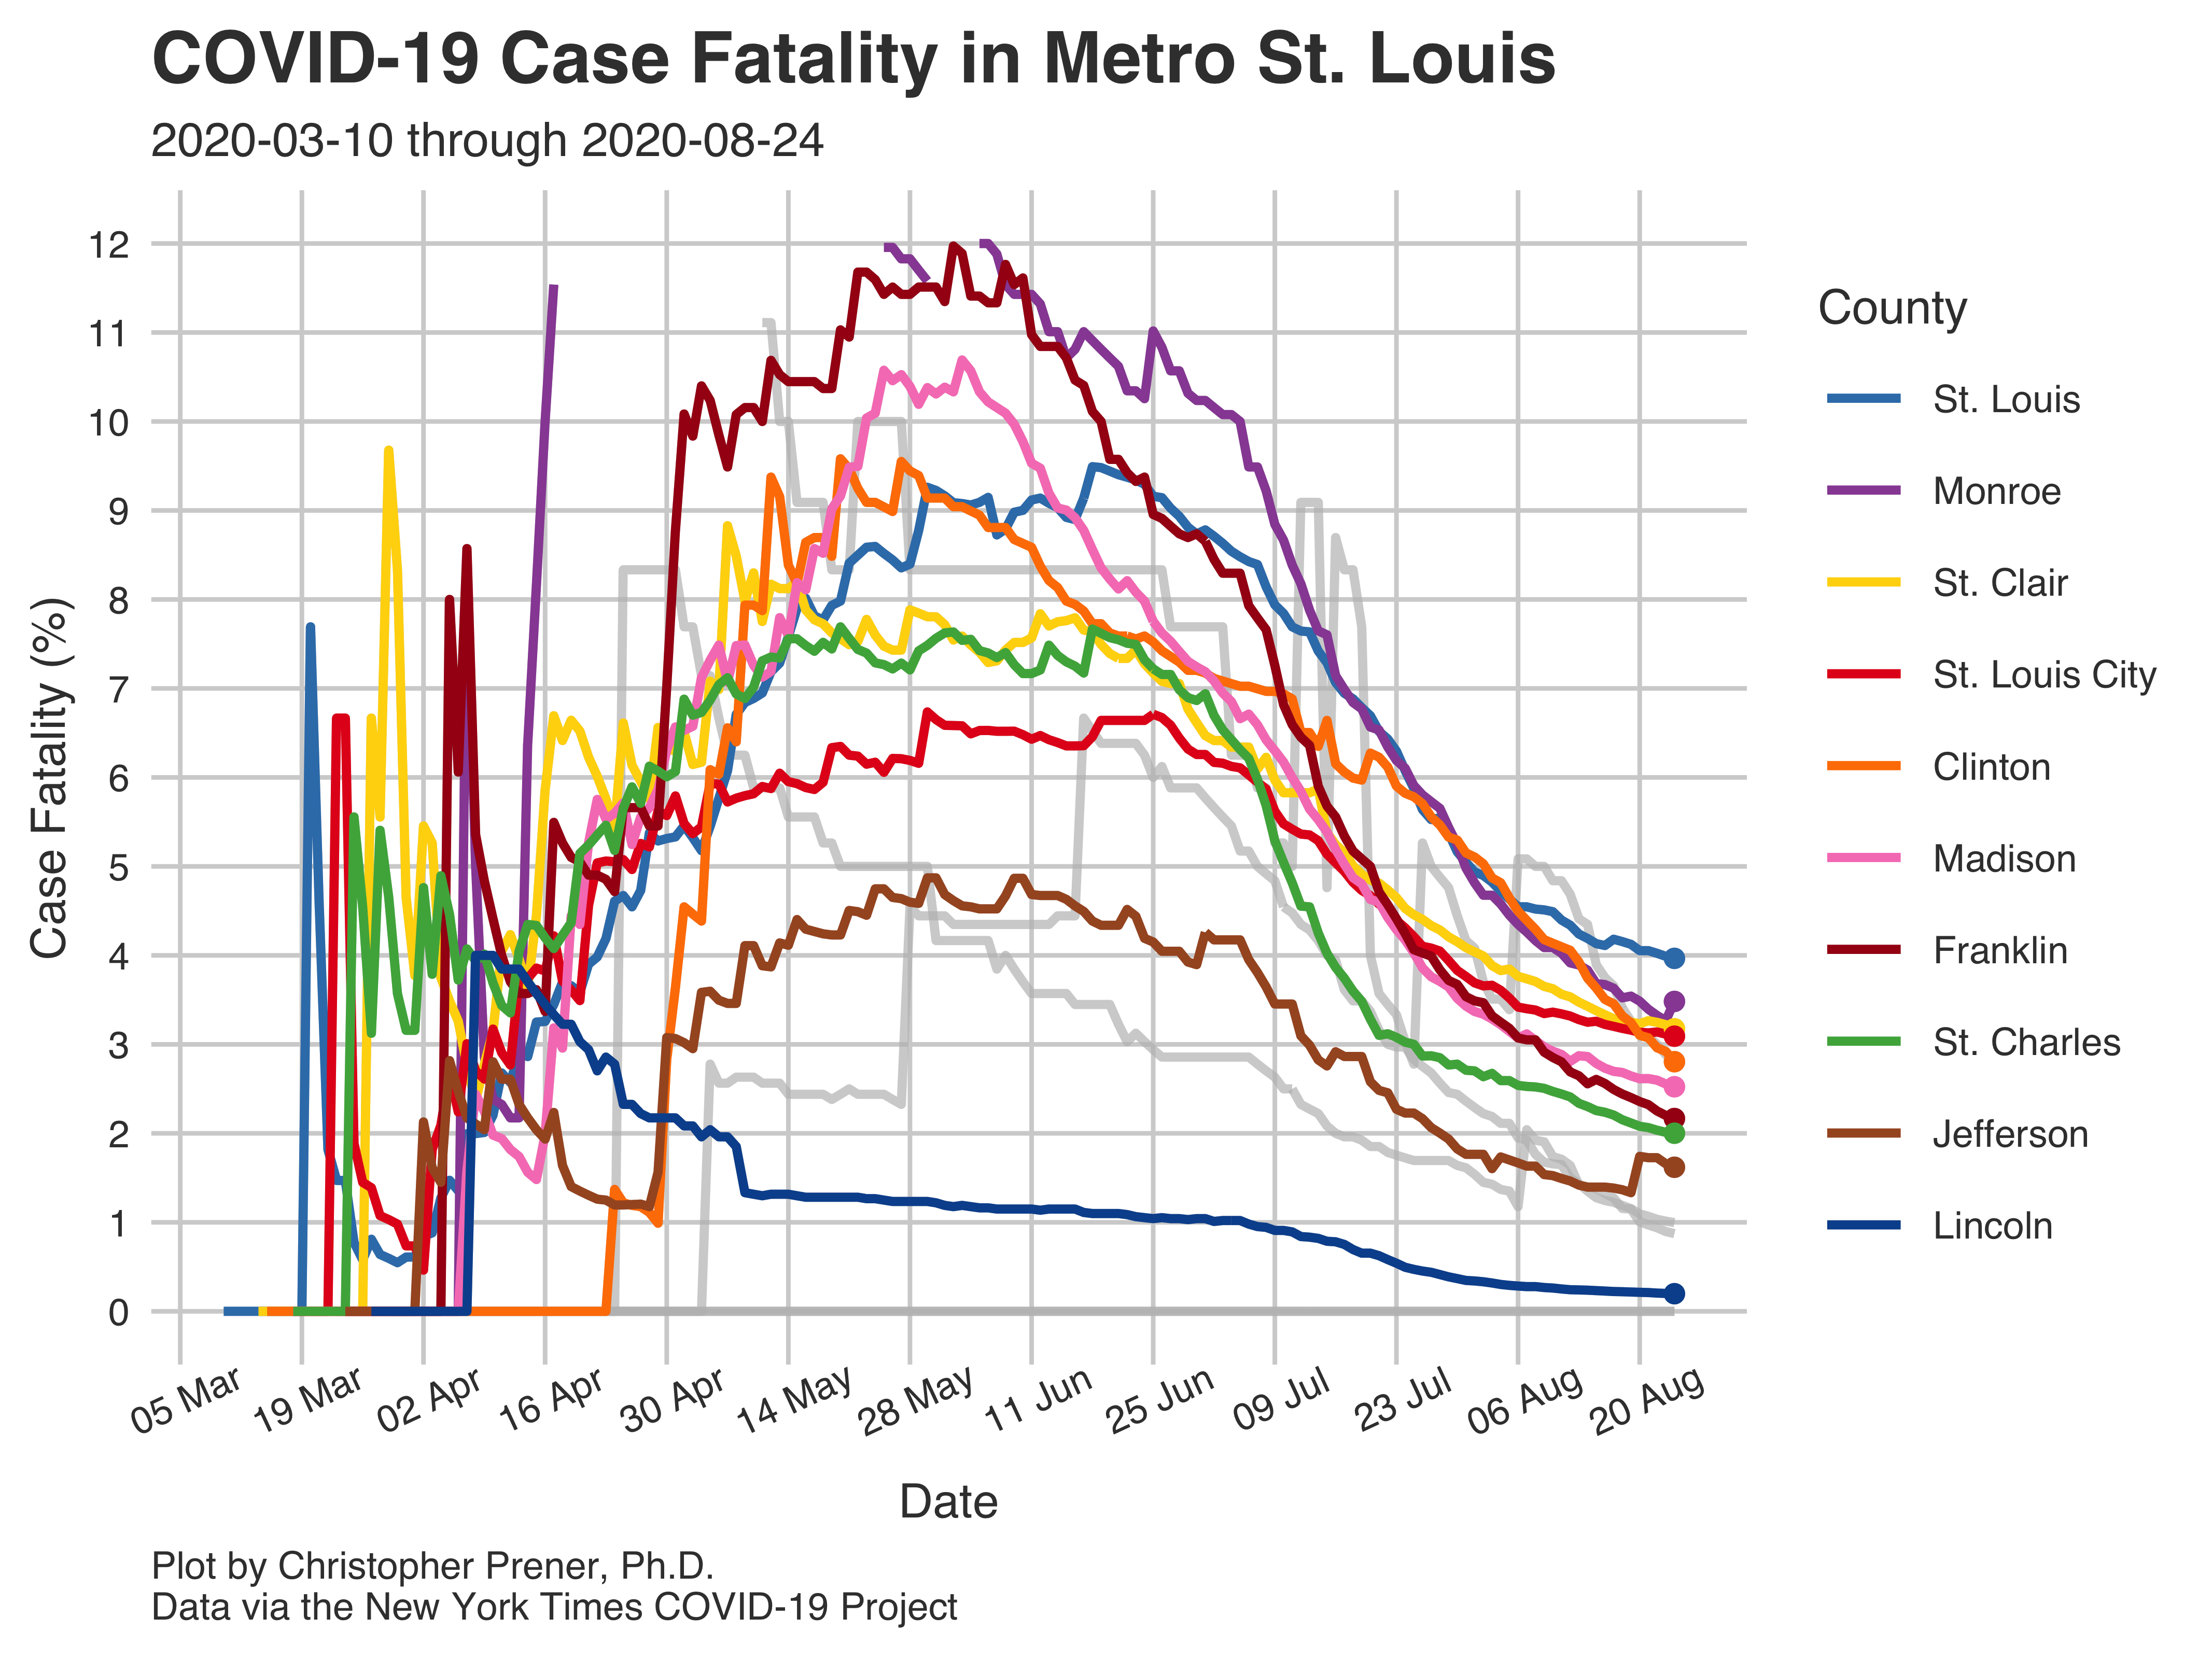 COVID-19 Case Fatality in Metro St. Louis
2020-03-10 through 2020-08-24
Case Fatality (%)
12
11
10
9
8
7
6
5
4
3
2
1
0
05 Mar
19 Mar
02 Apr
16 Apr
30 Apr
14 May
28 May
11 Jun
25 Jun
09 Jul
23 Jul
06 Aug
20 Aug
Date
County
St. Louis
Monroe
St. Clair
St. Louis City
Clinton
Madison
Franklin
St. Charles
Jefferson
Lincoln
Plot by Christopher Prener, Ph.D.
Data via the New York Times COVID-19 Project